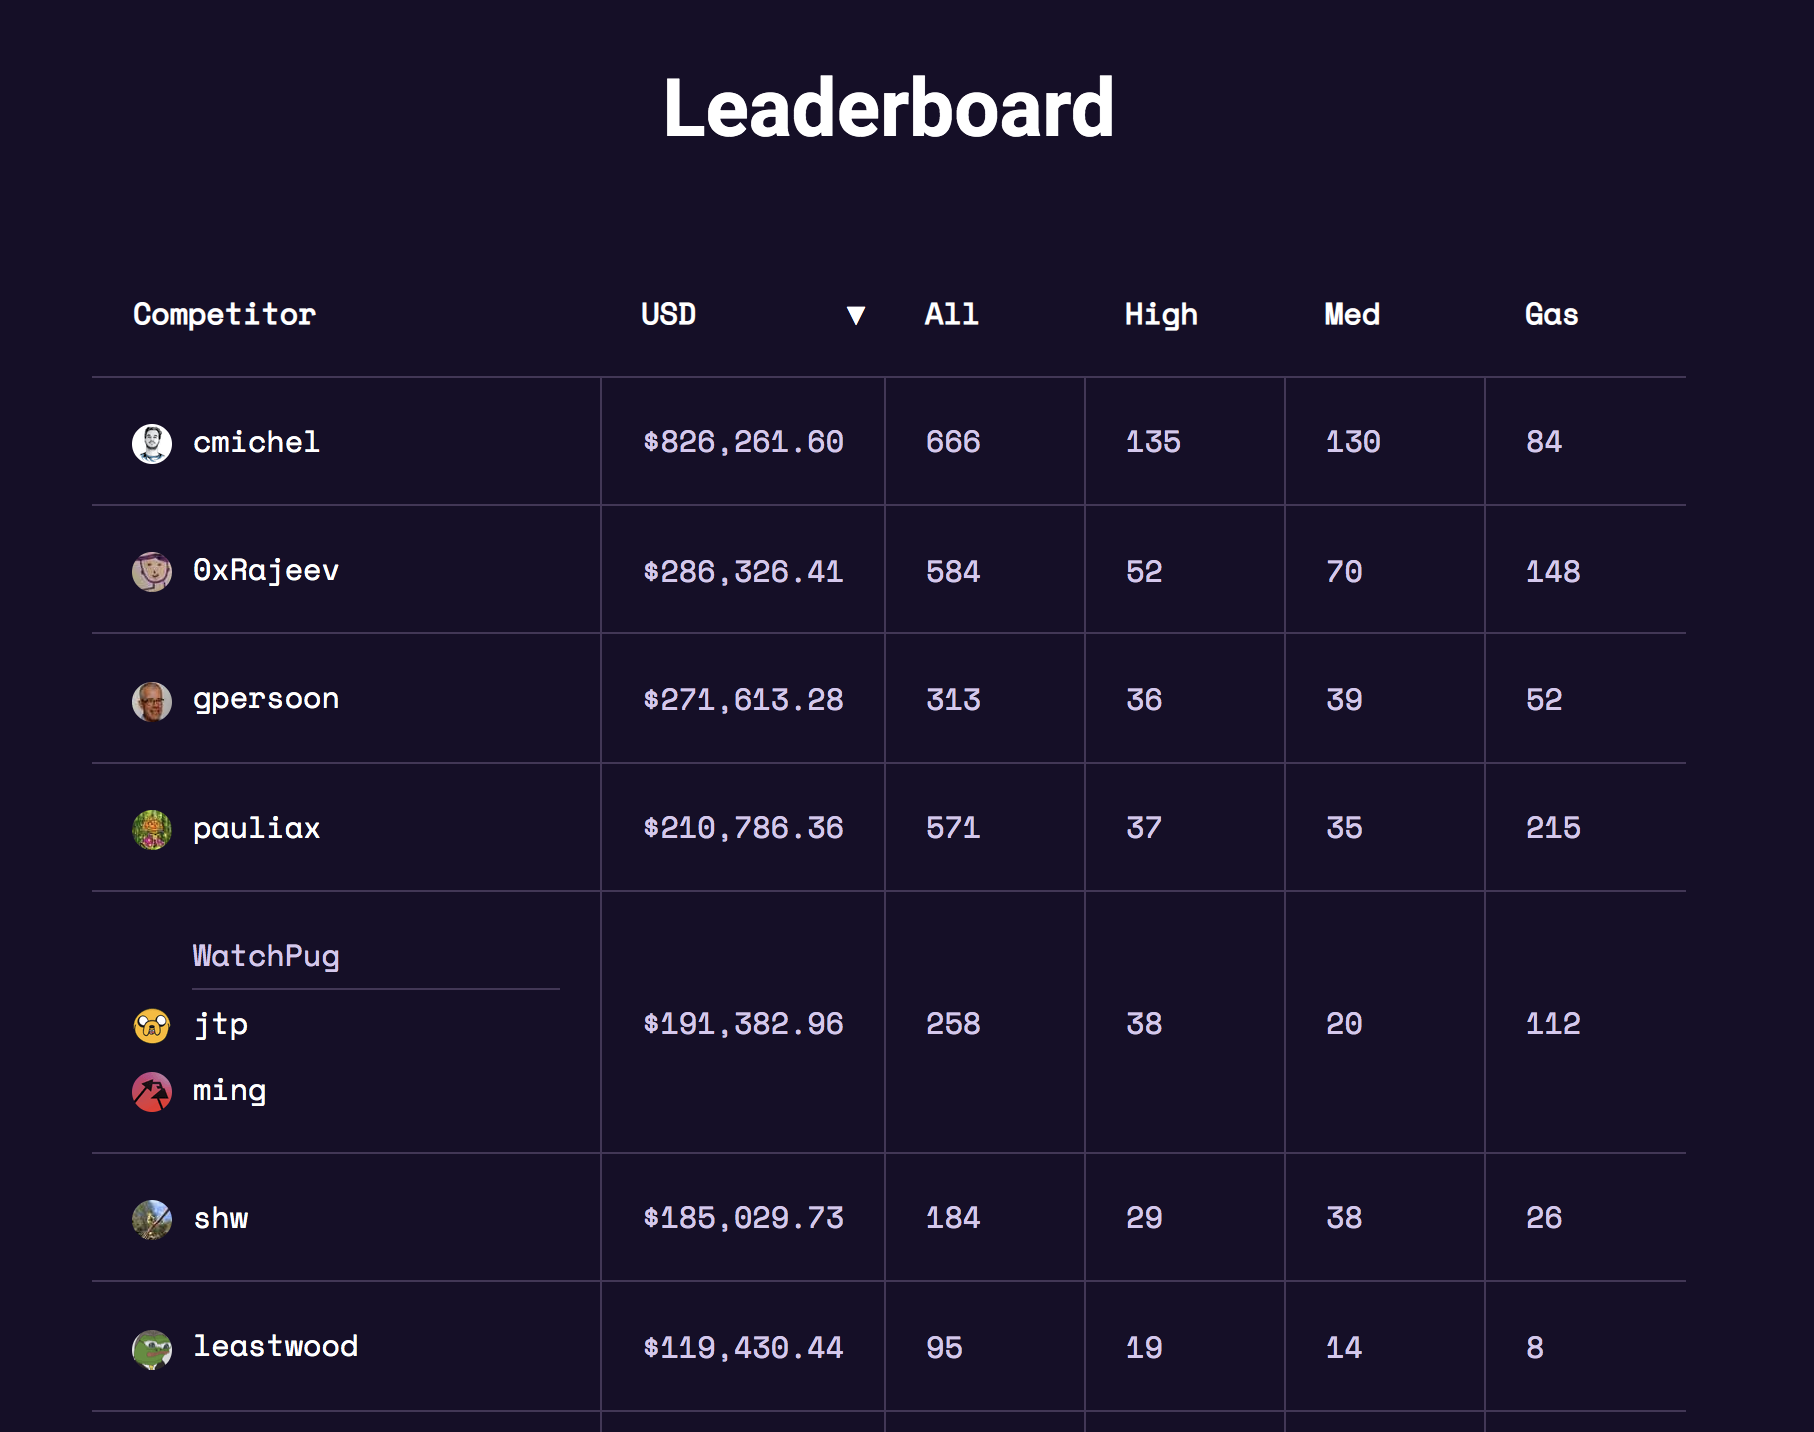 Leaderboard
Competitor USD ▼ All High Med Gas
cmichel $826,261.60 666 135 130 84
0xRajeev $286,326.41 584 52 70 148
gpersoon $271,613.28 313 36 39 52
pauliax $210,786.36 571 37 35 215
WatchPug
jtp $191,382.96 258 38 20 112
ming
shw $185,029.73 184 29 38 26
leastwood $119,430.44 95 19 14 8